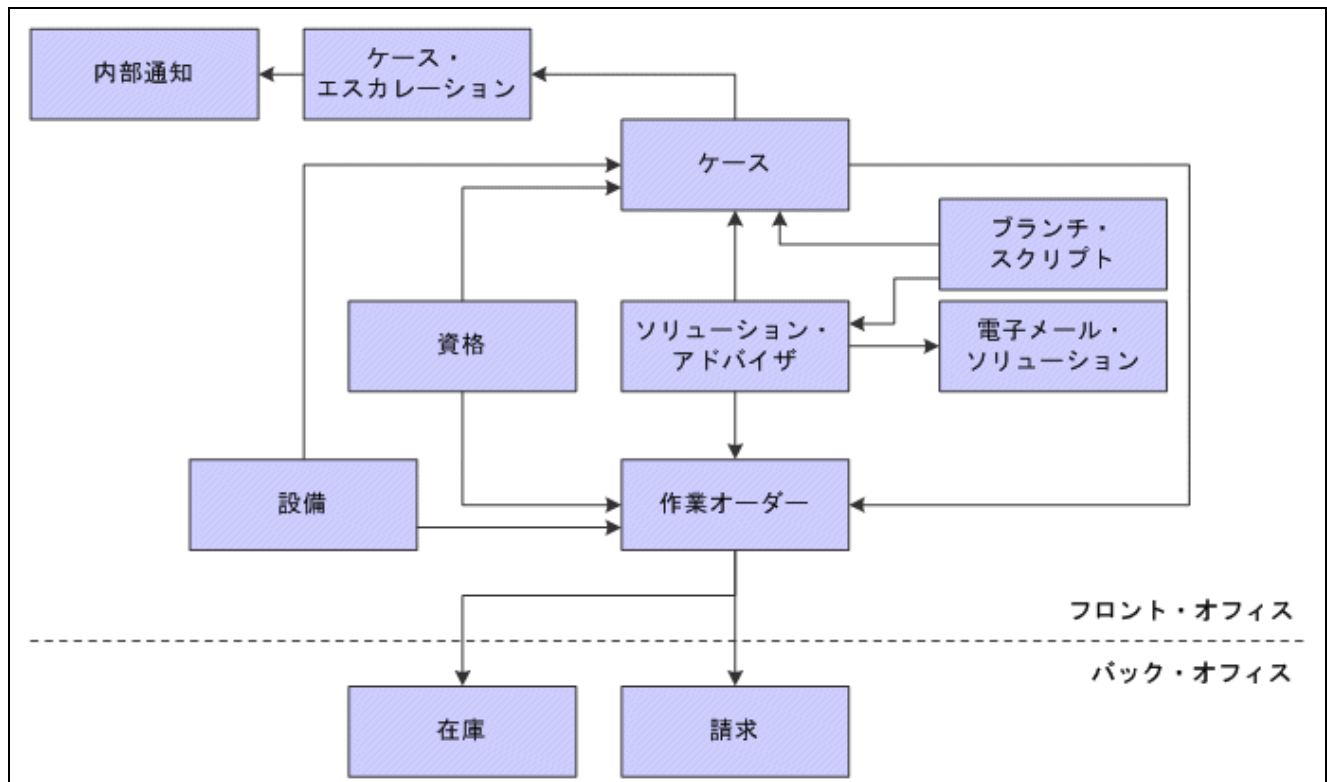 内部通知
ケース・
エスカレーション
ケース
ブランチ・
スクリプト
資格
ソリューション・
アドバイザ
電子メール・
ソリューション
設備
作業オーダー
フロント・オフィス
バック・オフィス
在庫
請求